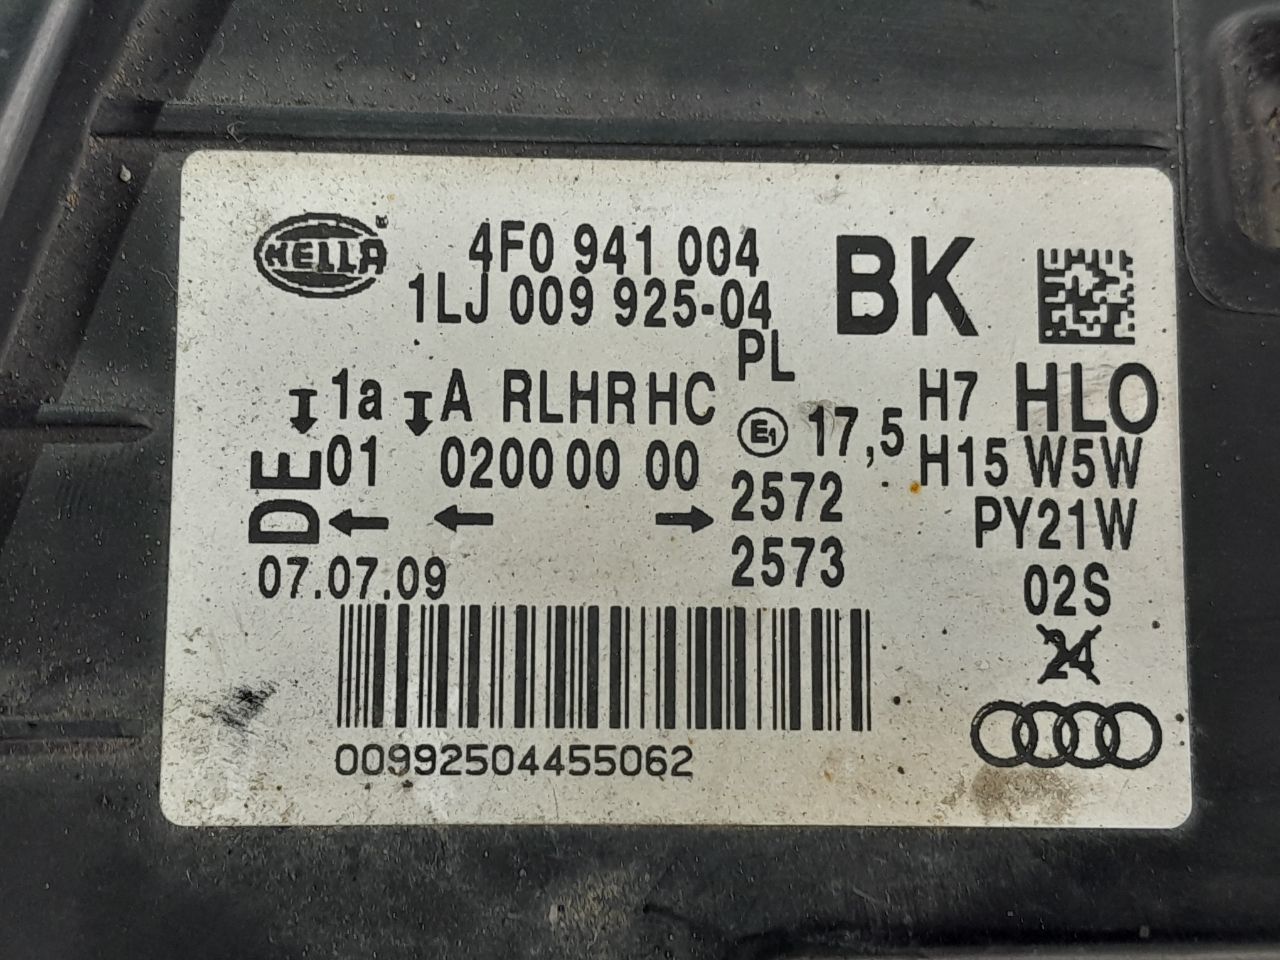 HELLA ®
4F0 941 004
1LJ 009 925-04
BK
PL
1a A RLHR HC
E1
17,5
H7 HLO
DE
01 0200 00 00
H15 W5W
2572
PY21W
2573
07.07.09
02S
24
00992504455062